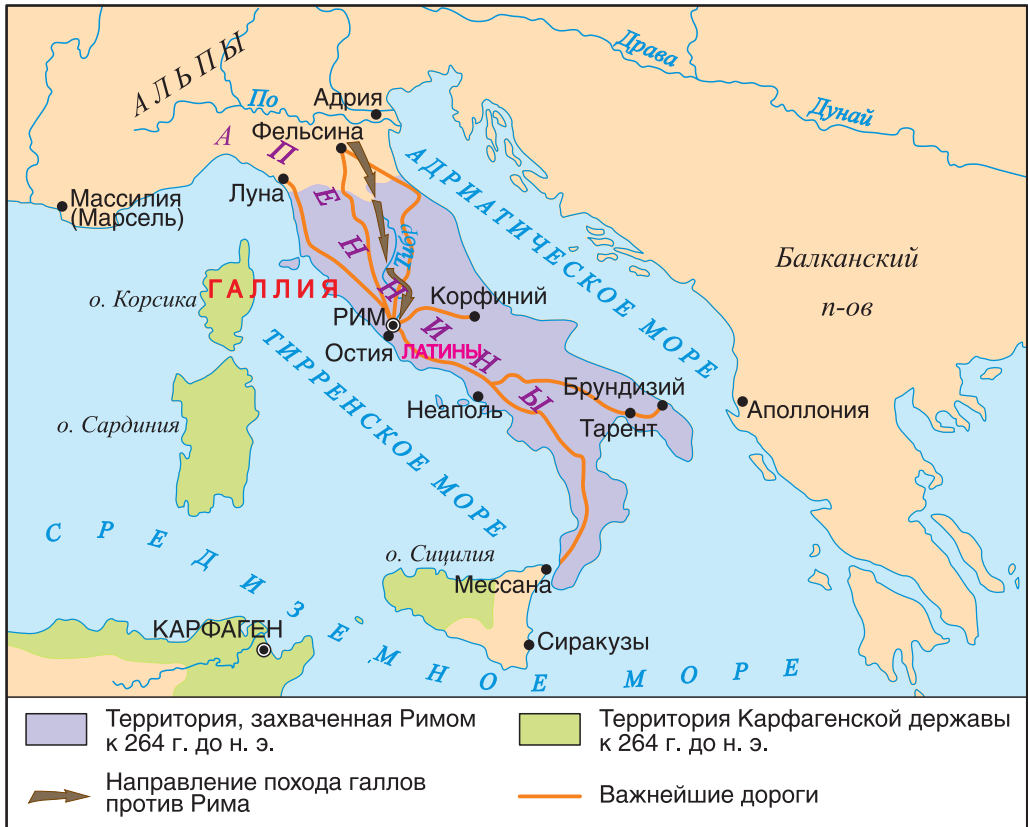 АЛЬПЫ
Драва
Дунай
По
Адрия
Фельсина
АПЕННИНЫ
Луна
Массилия
(Марсель)
АДРИАТИЧЕСКОЕ МОРЕ
Тибр
Балканский
п-ов
о. Корсика
ГАЛЛИЯ
Корфиний
РИМ
Остия
ЛАТИНЫ
ТИРРЕНСКОЕ МОРЕ
Неаполь
Брундизий
Тарент
Аполлония
о. Сардиния
СРЕДИЗЕМНОЕ МОРЕ
о. Сицилия
Мессана
КАРФАГЕН
Сиракузы
Территория, захваченная Римом
к 264 г. до н. э.
Территория Карфагенской державы
к 264 г. до н. э.
Направление похода галлов
против Рима
Важнейшие дороги